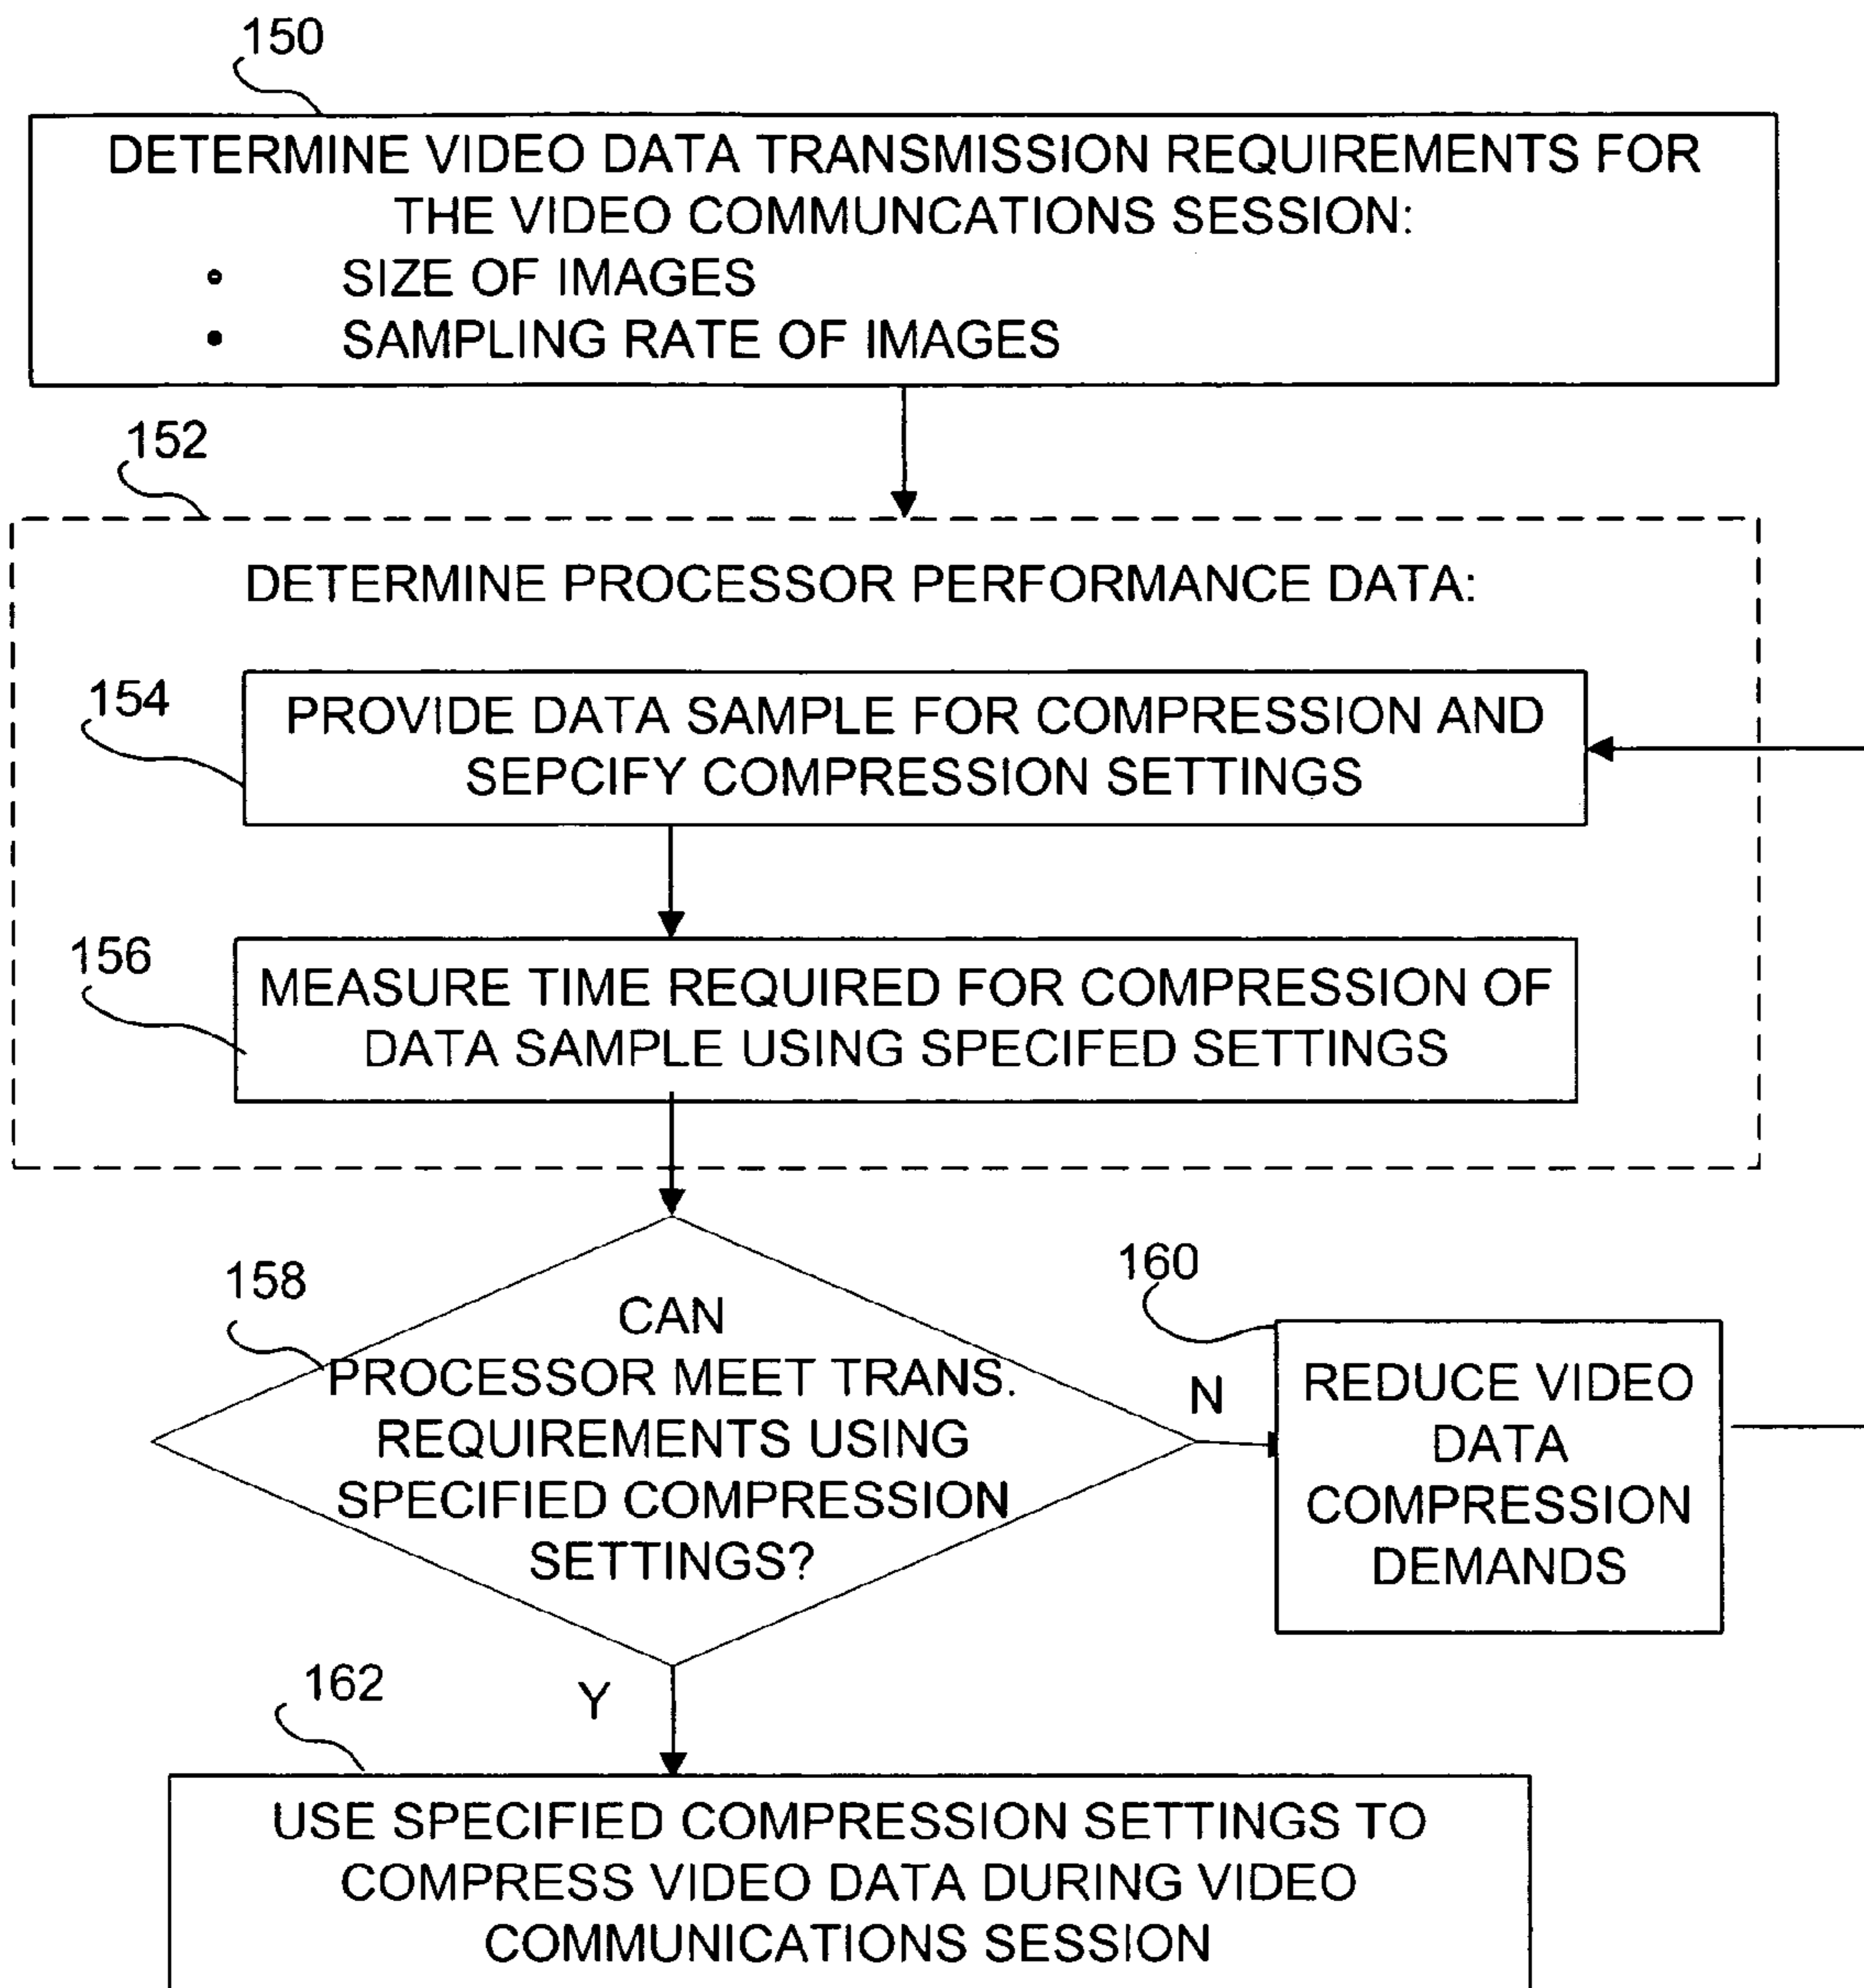 150
DETERMINE VIDEO DATA TRANSMISSION REQUIREMENTS FOR
THE VIDEO COMMUNCATIONS SESSION:
• SIZE OF IMAGES
• SAMPLING RATE OF IMAGES
152
DETERMINE PROCESSOR PERFORMANCE DATA:
154
PROVIDE DATA SAMPLE FOR COMPRESSION AND
SEPCIFY COMPRESSION SETTINGS
156
MEASURE TIME REQUIRED FOR COMPRESSION OF
DATA SAMPLE USING SPECIFED SETTINGS
158
CAN
PROCESSOR MEET TRANS.
REQUIREMENTS USING
SPECIFIED COMPRESSION
SETTINGS?
N
160
REDUCE VIDEO
DATA
COMPRESSION
DEMANDS
Y
162
USE SPECIFIED COMPRESSION SETTINGS TO
COMPRESS VIDEO DATA DURING VIDEO
COMMUNICATIONS SESSION